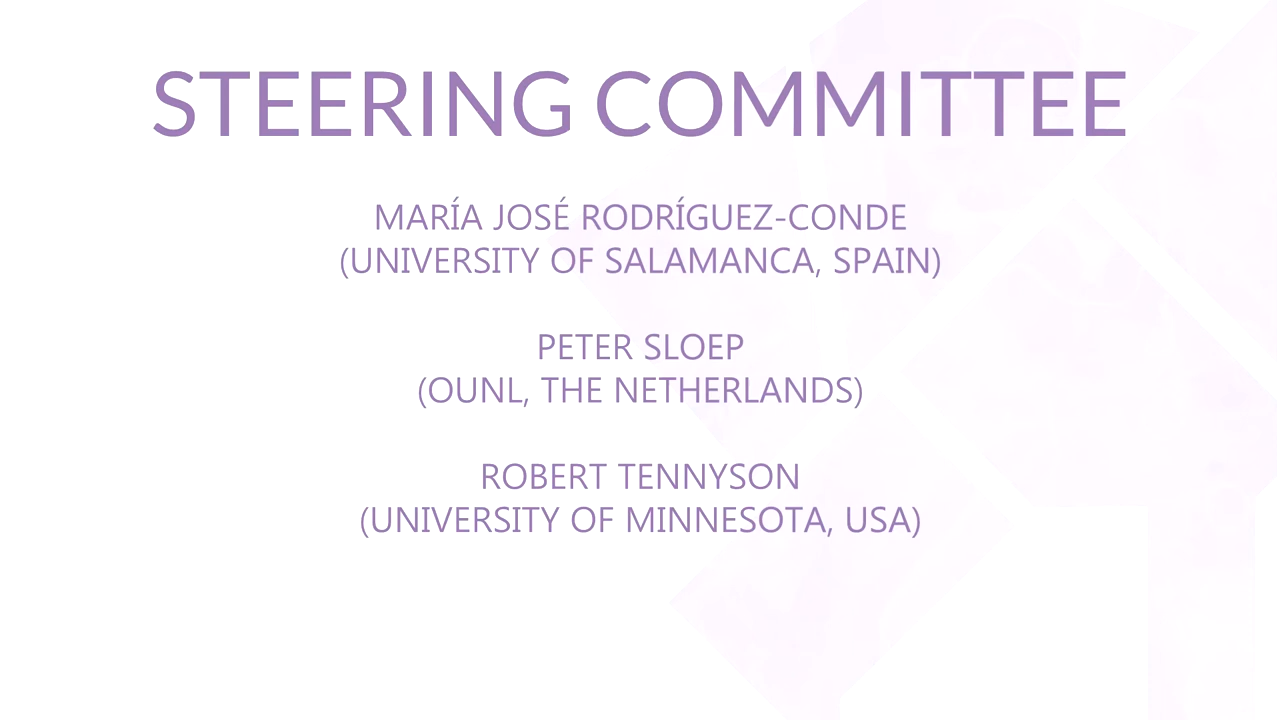 STEERING COMMITTEE
MARÍA JOSÉ RODRÍGUEZ-CONDE
(UNIVERSITY OF SALAMANCA, SPAIN)
PETER SLOEP
(OUNL, THE NETHERLANDS)
ROBERT TENNYSON
(UNIVERSITY OF MINNESOTA, USA)